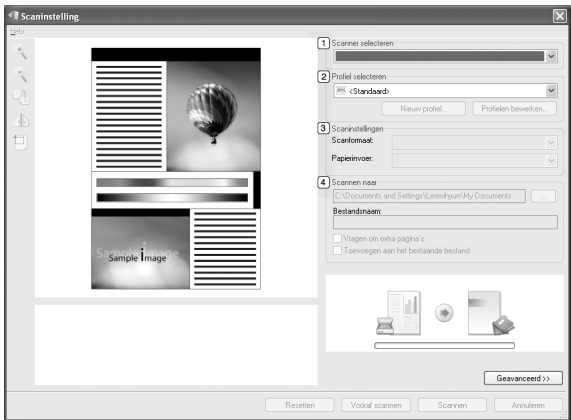 Scaninstelling
Help
1 Scanner selecteren
2 Profiel selecteren
<Standaard>
Nieuw profiel... Profielen bewerken...
3 Scaninstellingen
Scanformaat:
Papierinvoer:
4 Scannen naar
C:\Documents and Settings\Leemihyun\My Documents ...
Bestandsnaam:
Vragen om extra pagina's
Toevoegen aan het bestaande bestand
Sample image
Sample image
Geavanceerd >>
Resetten Vooraf scannen Scannen Annuleren